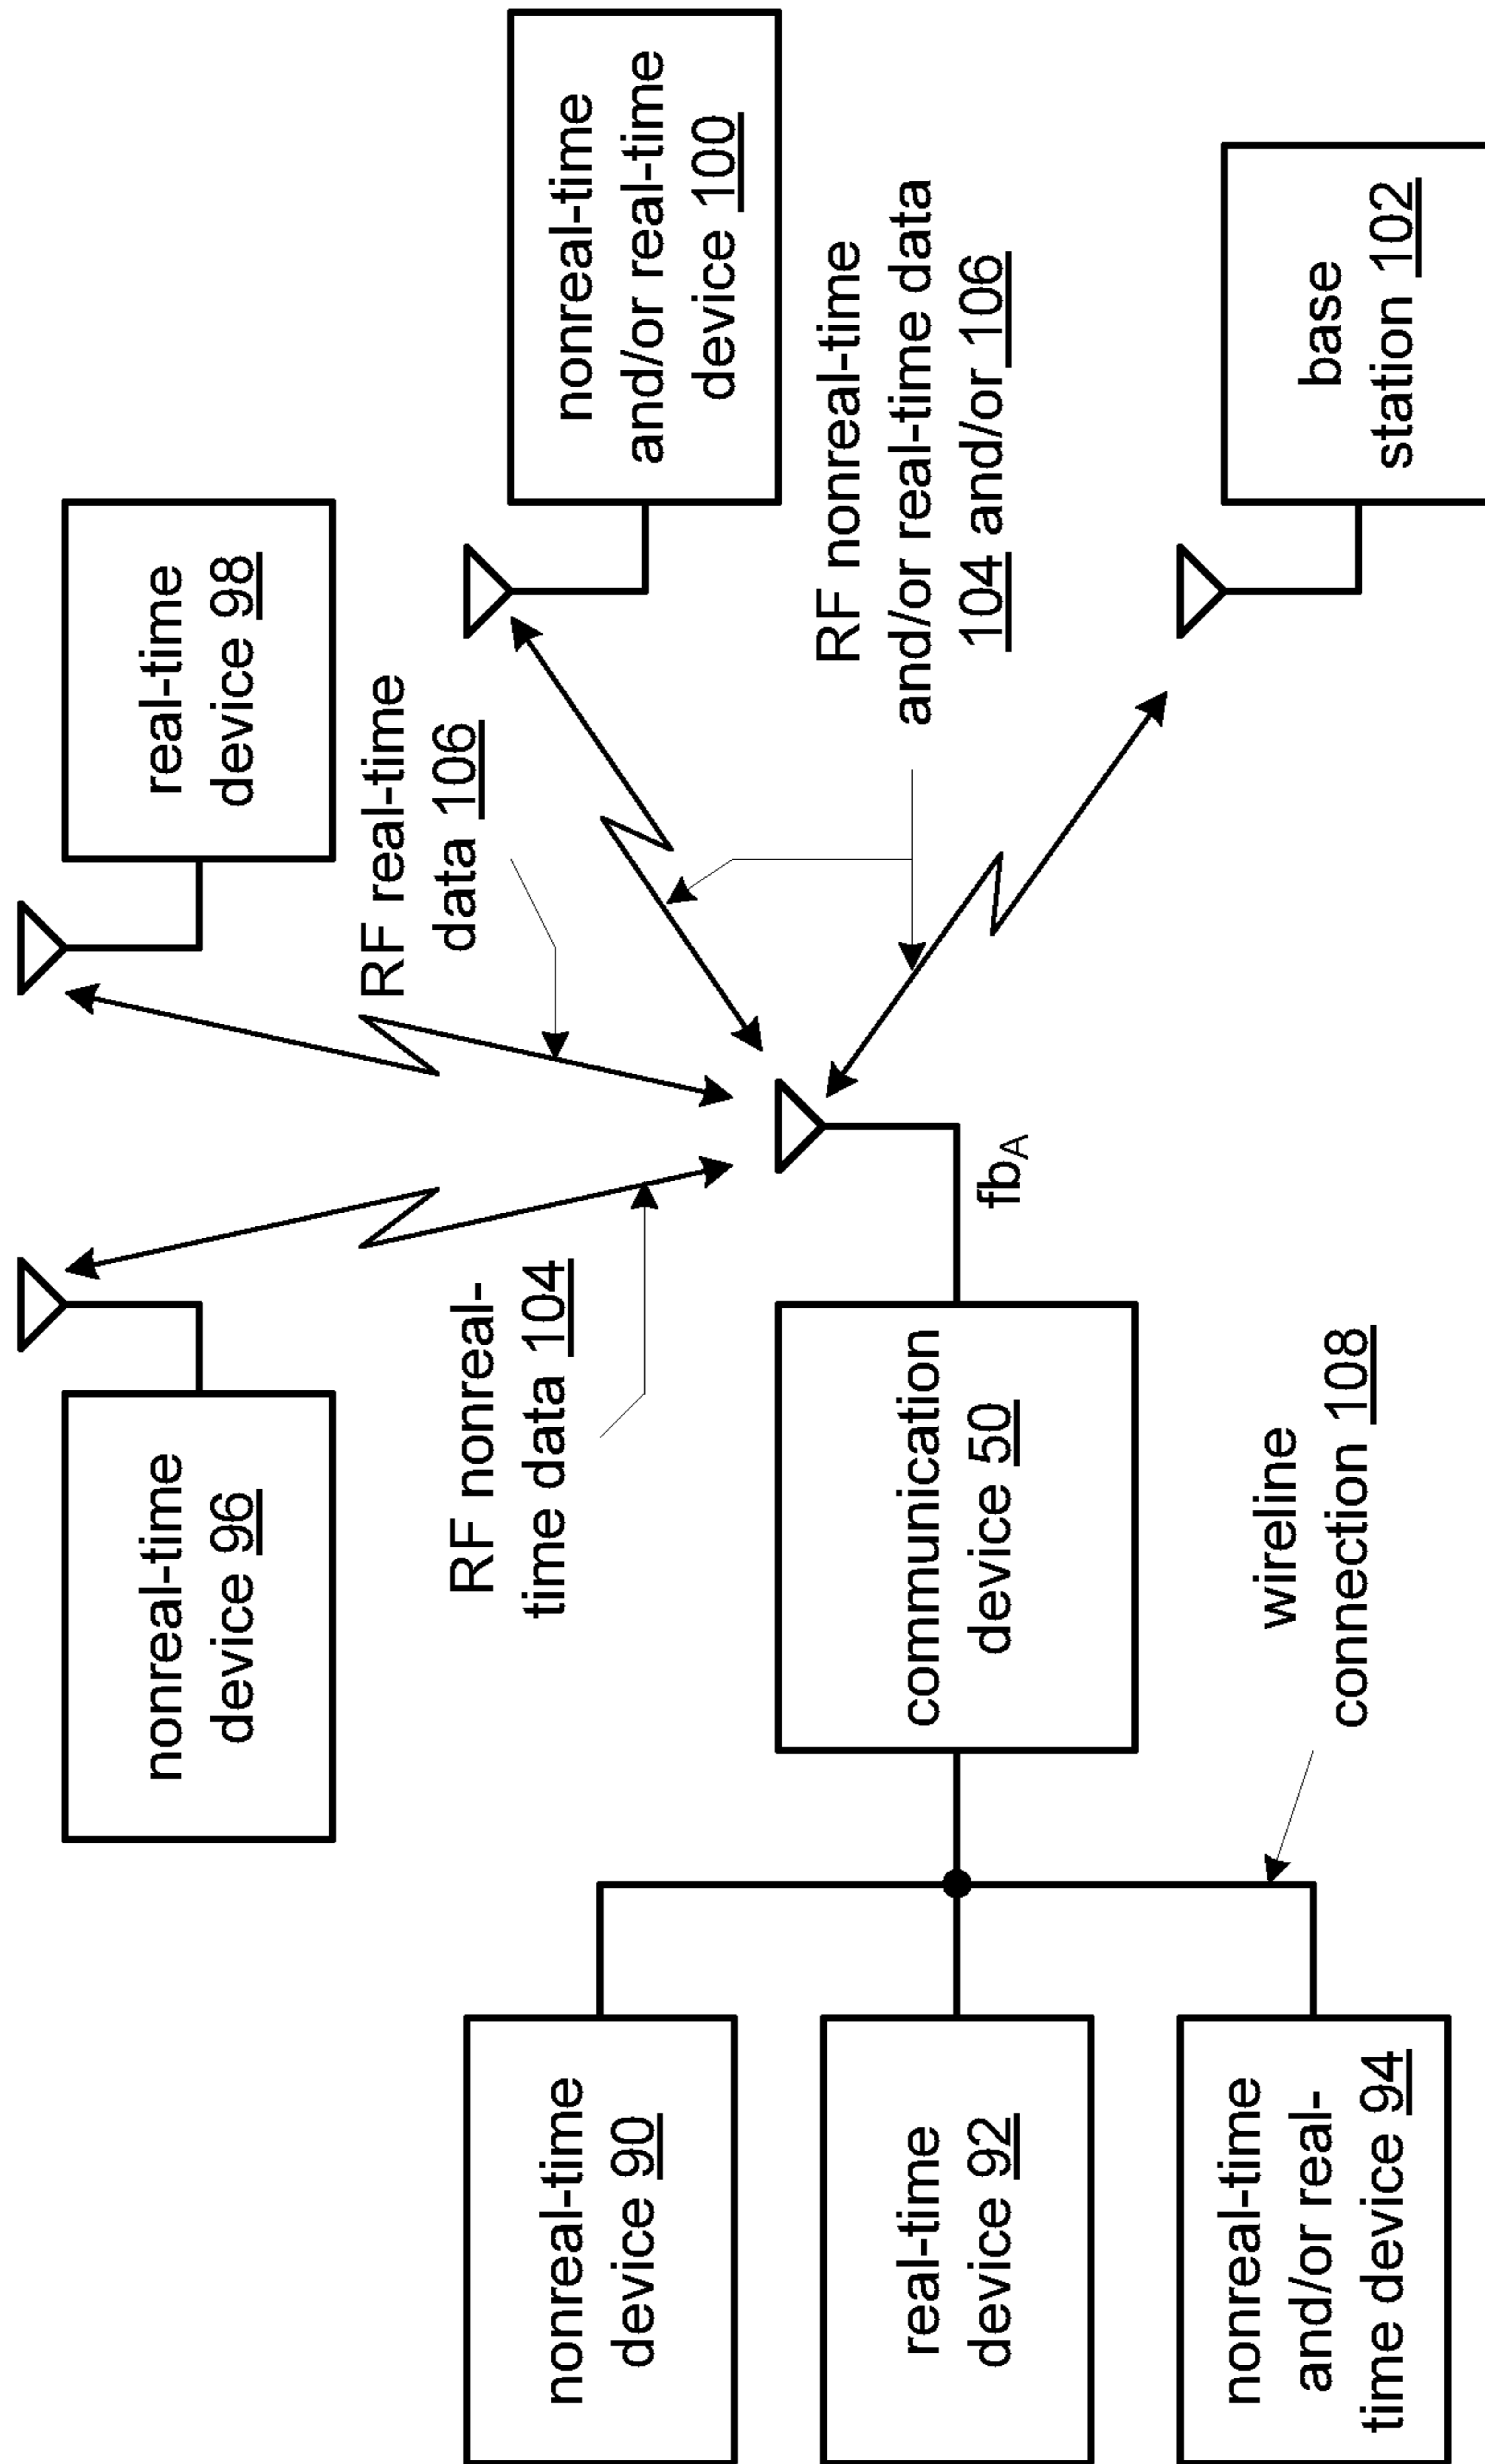 nonreal-time
device 96
real-time
device 98
RF real-time
data 106
RF nonreal-
time data 104
nonreal-time
and/or real-time
device 100
nonreal-time
device 90
real-time
device 92
nonreal-time
and/or real-
time device 94
communication
device 50
fbA
wireline
connection 108
RF nonreal-time
and/or real-time data
104 and/or 106
base
station 102